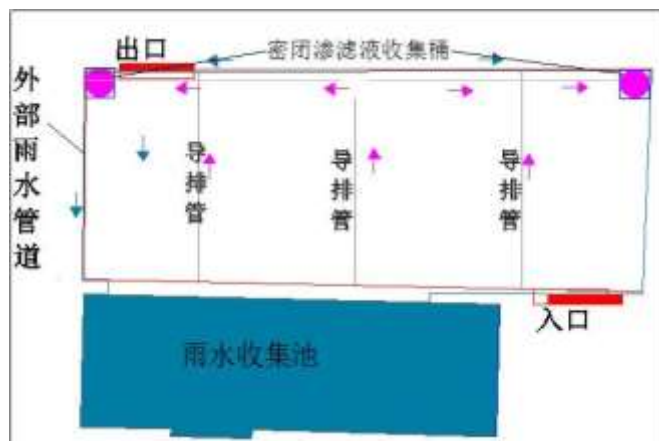 出口
密闭渗滤液收集桶
外部雨水管道
导排管
导排管
导排管
入口
雨水收集池